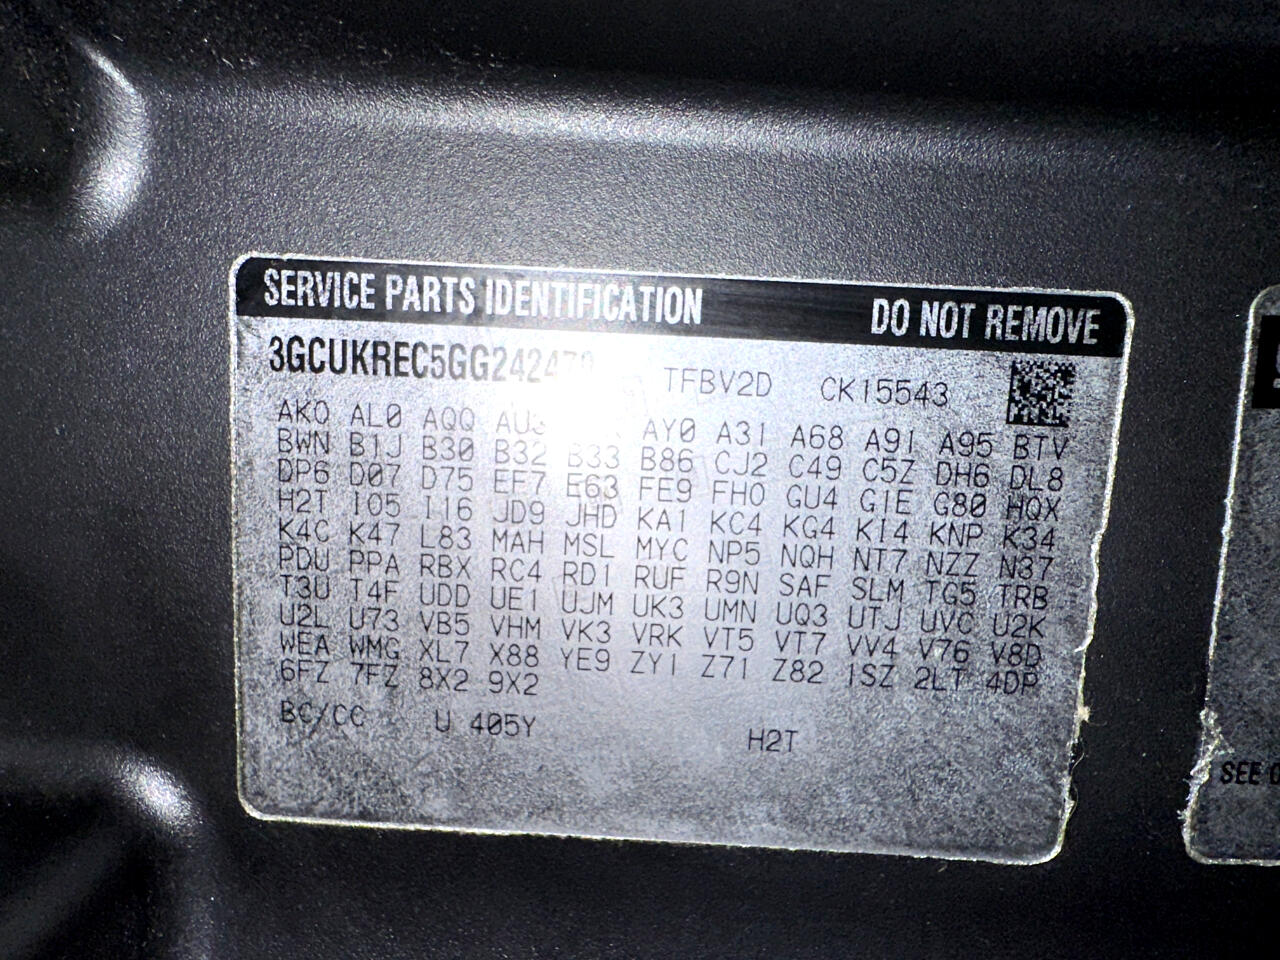 SERVICE PARTS IDENTIFICATION DO NOT REMOVE
TFBV2D CK15543
AKO AL0 AQQ AY0 A31 A68 A91 A95 BTV
BWN B1J B30 B32 B33 B86 CJ2 C49 C5Z DH6 DL8
DP6 D07 D75 EF7 E63 FE9 FHO GU4 G1E G80 HQX
H2T I05 I16 JD9 JHD KA1 KC4 KG4 KI4 KNP K34
K4C K47 L83 MAH MSL MYC NP5 NQH NT7 NZZ N37
PDU PPA RBX RC4 RD1 RUF R9N SAF SLM TG5 TRB
T3U T4F UDD UE1 UJM UK3 UMN UQ3 UTJ UVC U2K
U2L U73 VB5 VHM VK3 VRK VT5 VT7 VV4 V76 V8D
WEA WMG XL7 X88 YE9 ZY1 Z71 Z82 1SZ 2LT 4DP
6FZ 7FZ 8X2 9X2
BC/CC U 405Y H2T
SEE